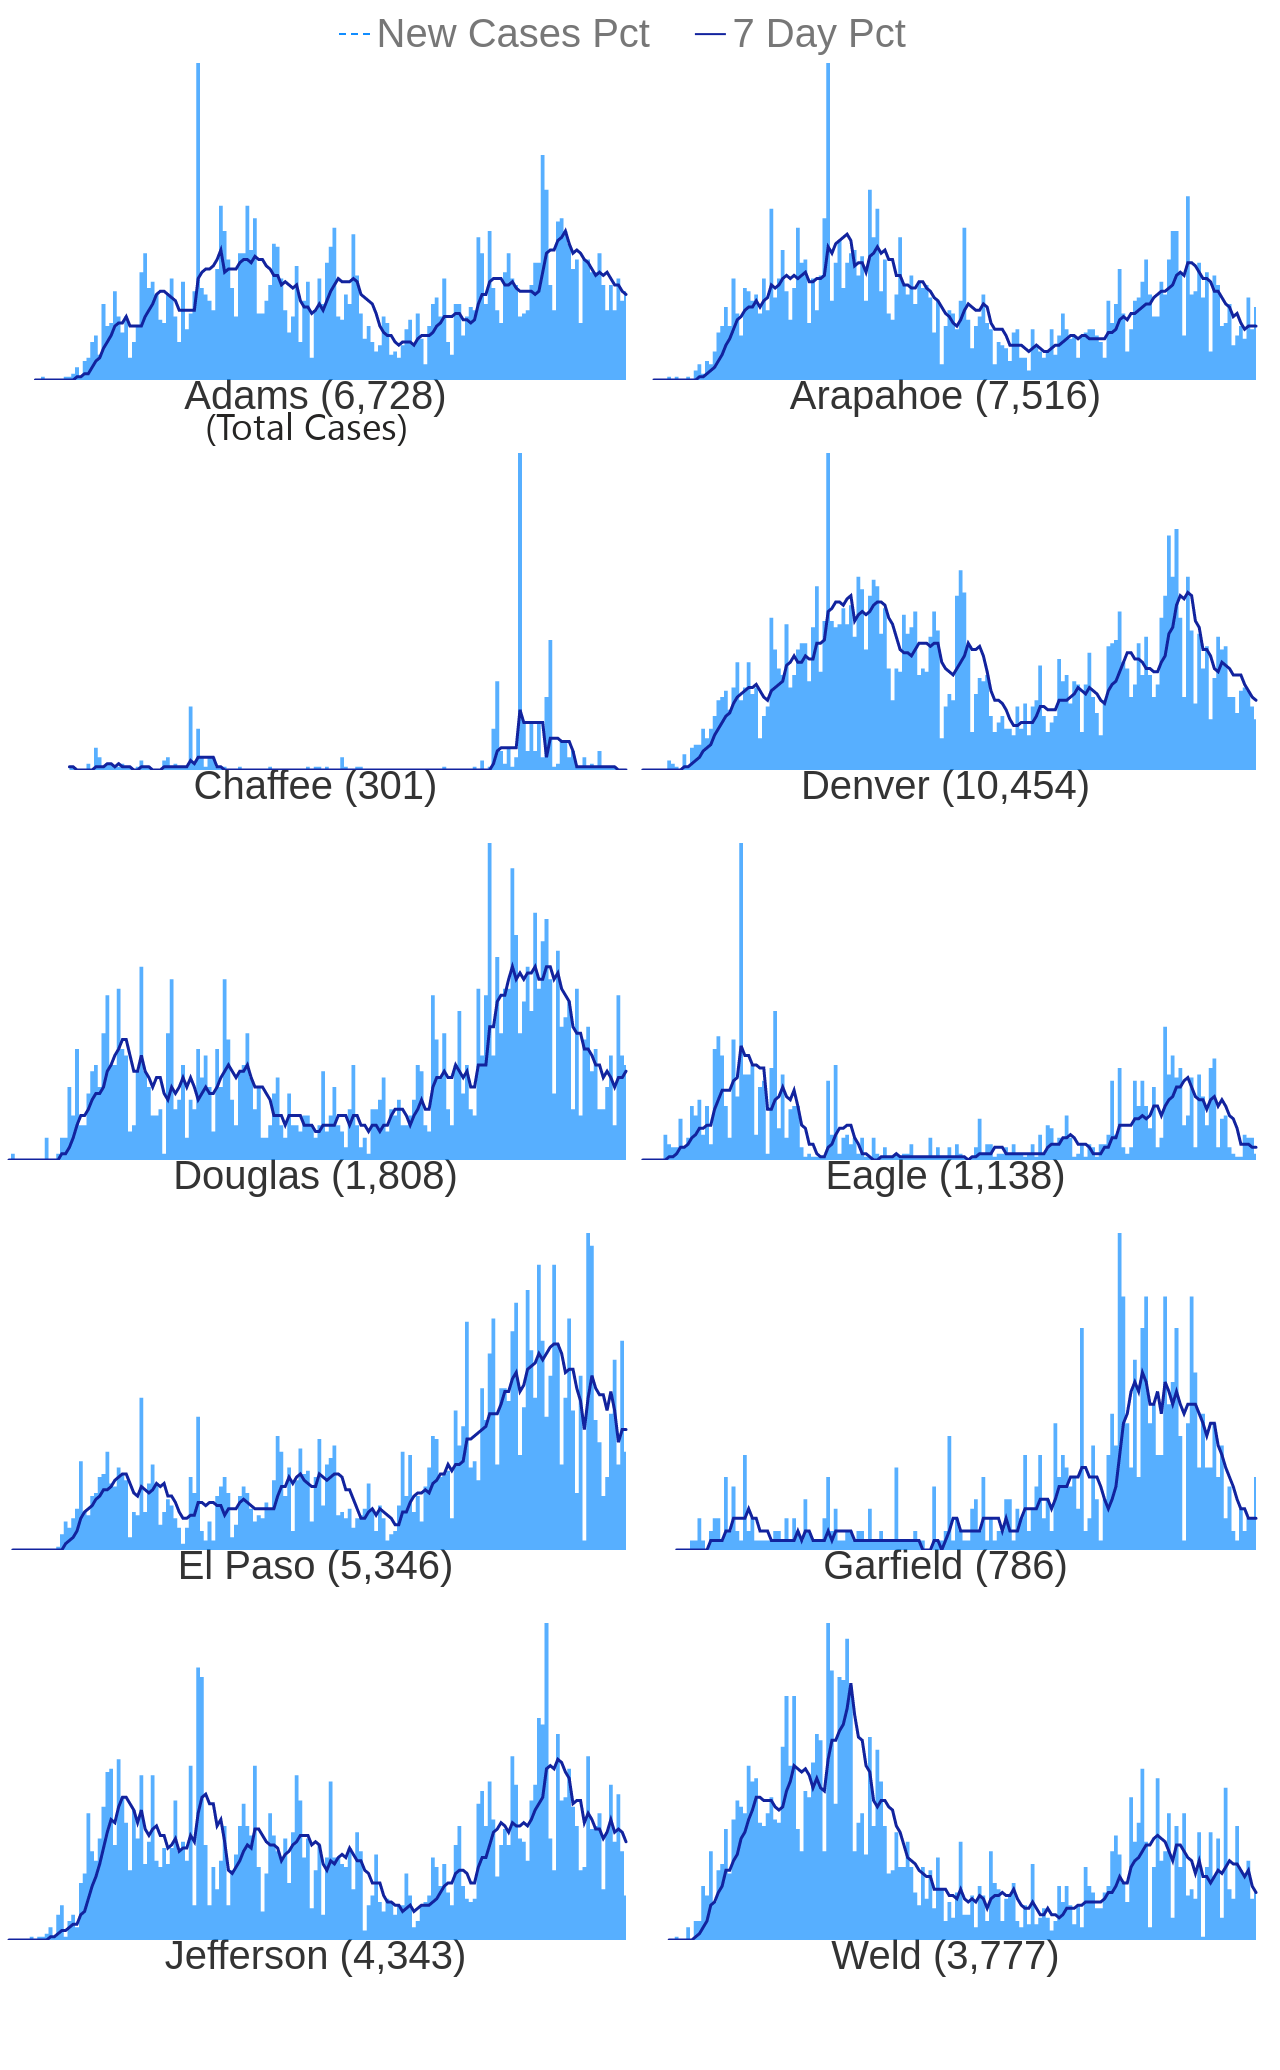 New Cases Pct 7 Day Pct
Adams (6,728) Arapahoe (7,516)
(Total Cases)
Chaffee (301) Denver (10,454)
Douglas (1,808) Eagle (1,138)
El Paso (5,346) Garfield (786)
Jefferson (4,343) Weld (3,777)